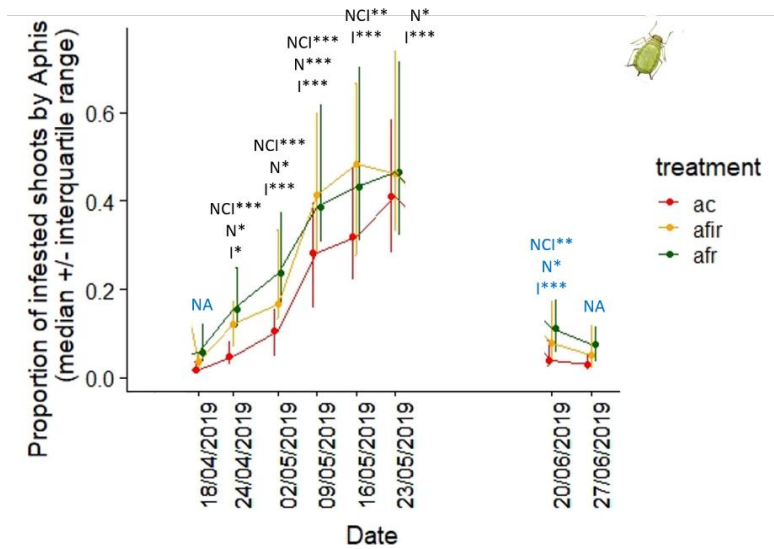 NCI** N*
I*** I***
NCI***
N***
I***
NCI***
N*
I***
NCI***
N*
I*
NA
NCI**
N*
I***
NA
Proportion of infested shoots by Aphis
(median +/- interquartile range)
0.6
0.4
0.2
0.0
18/04/2019
24/04/2019
02/05/2019
09/05/2019
16/05/2019
23/05/2019
20/06/2019
27/06/2019
Date
treatment
ac
afir
afr